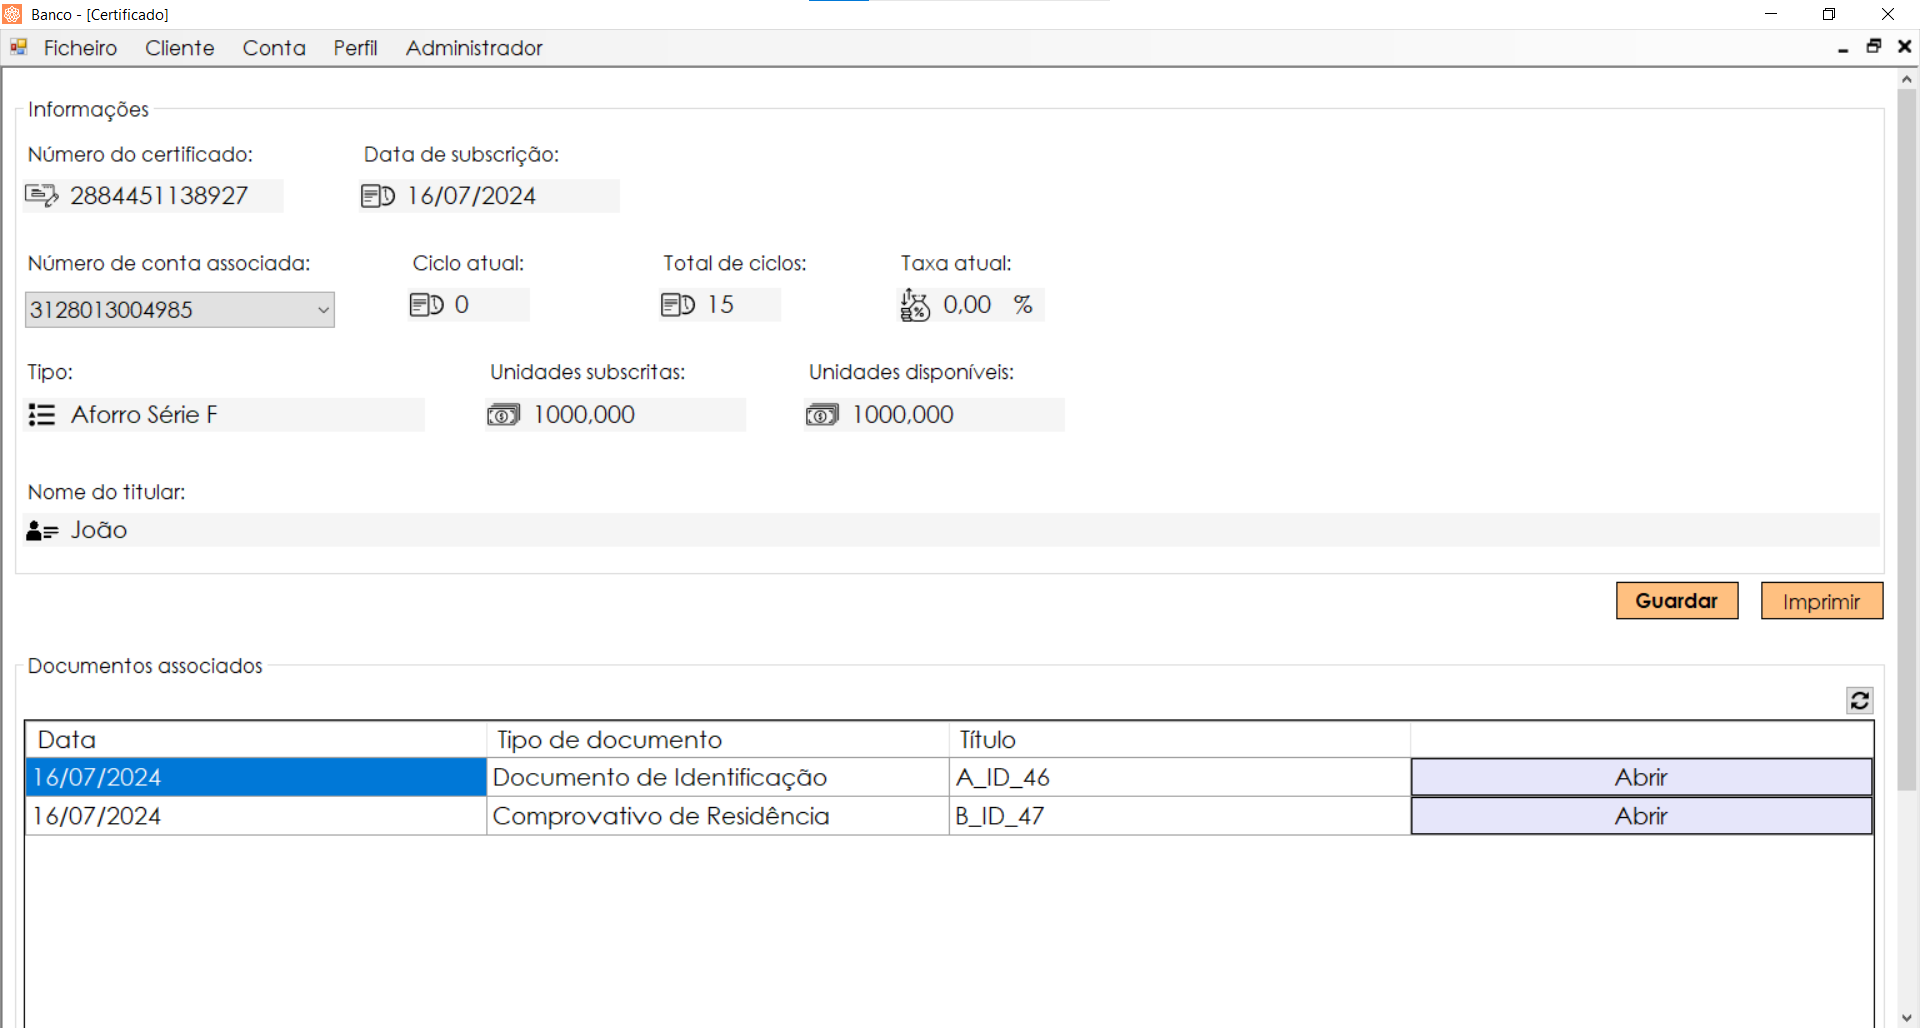 Banco - [Certificado]
Ficheiro Cliente Conta Perfil Administrador
Informações
Número do certificado: Data de subscrição:
2884451138927 16/07/2024
Número de conta associada: Ciclo atual: Total de ciclos: Taxa atual:
3128013004985 0 15 0,00 %
Tipo: Unidades subscritas: Unidades disponíveis:
Aforro Série F 1000,000 1000,000
Nome do titular:
João
Guardar Imprimir
Documentos associados
Data Tipo de documento Título
16/07/2024 Documento de Identificação A_ID_46 Abrir
16/07/2024 Comprovativo de Residência B_ID_47 Abrir